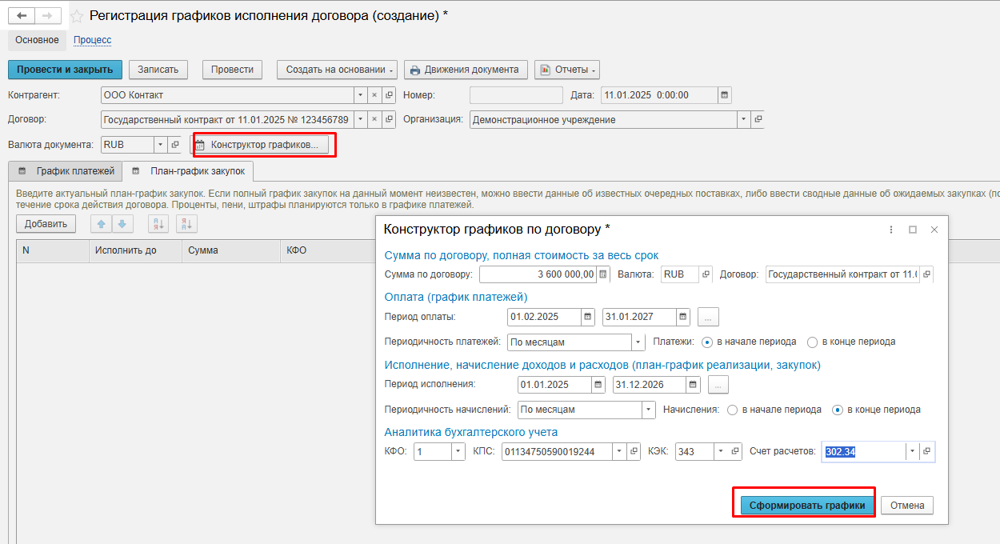 Регистрация графиков исполнения договора (создание) *
Основное Процесс
Провести и закрыть Записать Провести Создать на основании Движения документа Отчеты
Контрагент: ООО Контакт Номер: Дата: 11.01.2025 0:00:00
Договор: Государственный контракт от 11.01.2025 № 123456789 Организация: Демонстрационное учреждение
Валюта документа: RUB Конструктор графиков...
График платежей План-график закупок
Введите актуальный план-график закупок. Если полный график закупок на данный момент неизвестен, можно ввести данные об известных очередных поставках, либо ввести сводные данные об ожидаемых закупках (по
течение срока действия договора. Проценты, пени, штрафы планируются только в графике платежей.
Добавить
N Исполнить до Сумма КФО
Конструктор графиков по договору *
Сумма по договору, полная стоимость за весь срок
Сумма по договору: 3 600 000,00 Валюта: RUB Договор: Государственный контракт от 11.0
Оплата (график платежей)
Период оплаты: 01.02.2025 31.01.2027 ...
Периодичность платежей: По месяцам Платежи: в начале периода в конце периода
Исполнение, начисление доходов и расходов (план-график реализации, закупок)
Период исполнения: 01.01.2025 31.12.2026 ...
Периодичность начислений: По месяцам Начисления: в начале периода в конце периода
Аналитика бухгалтерского учета
КФО: 1 КПС: 01134750590019244 КЭК: 343 Счет расчетов: 302.34
Сформировать графики Отмена